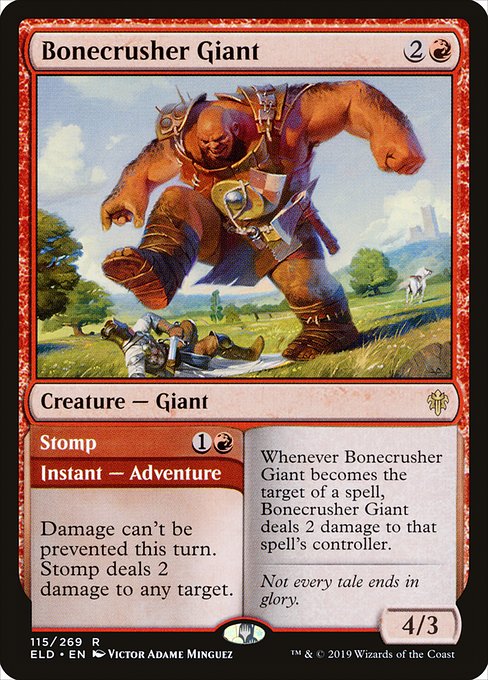 Bonecrusher Giant 2
Creature — Giant
Stomp 1
Instant — Adventure
Damage can't be
prevented this turn.
Stomp deals 2
damage to any target.
Whenever Bonecrusher
Giant becomes the
target of a spell,
Bonecrusher Giant
deals 2 damage to that
spell's controller.
Not every tale ends in
glory.
4/3
115/269 R
ELD • EN Victor Adame Minguez
™ & © 2019 Wizards of the Coast